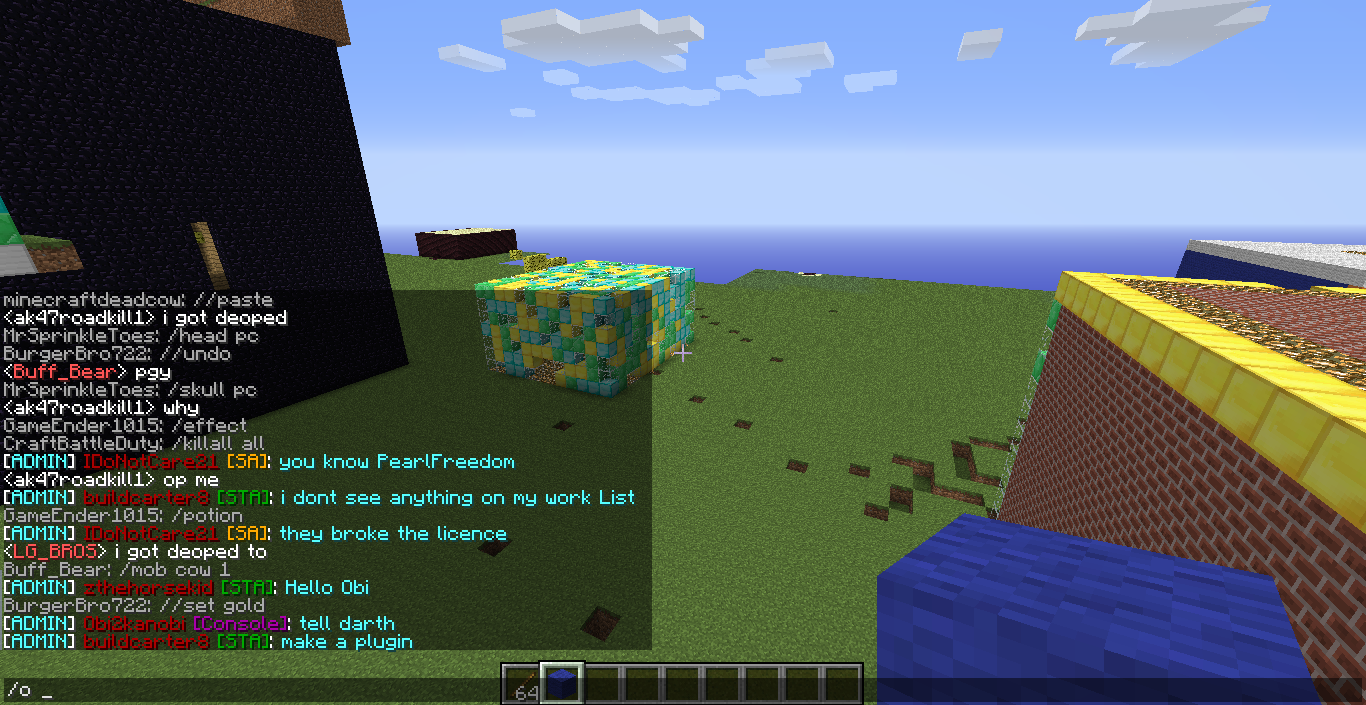 minecraftdeadcow: //paste
<ak47roadkill1> i got deoped
MrSprinkleToes: /head pc
BurgerBro722: //undo
<Buff_Bear> pgy
MrSprinkleToes: /skull pc
<ak47roadkill1> why
GameEnder1015: /effect
CraftBattleDuty: /killall all
[ADMIN] IDoNotCare21 [SA]: you know PearlFreedom
<ak47roadkill1> op me
[ADMIN] buildcarter8 [STA]: i dont see anything on my work List
GameEnder1015: /potion
[ADMIN] IDoNotCare21 [SA]: they broke the licence
<LG_BROS> i got deoped to
Buff_Bear: /mob cow 1
[ADMIN] zthehorsekid [STA]: Hello Obi
BurgerBro722: //set gold
[ADMIN] Obi2kanobi [Console]: tell darth
[ADMIN] buildcarter8 [STA]: make a plugin
64
/o _